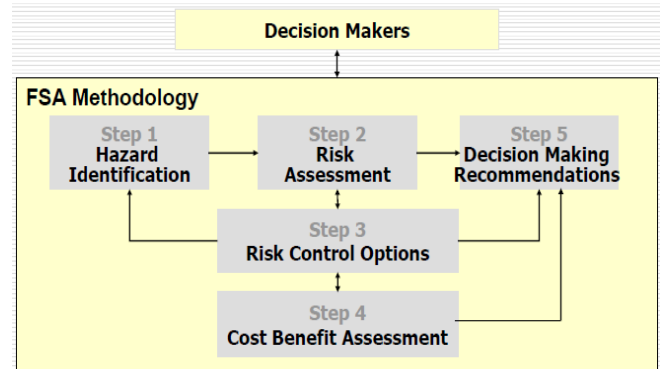 Decision Makers
FSA Methodology
Step 1
Hazard
Identification
Step 2
Risk
Assessment
Step 5
Decision Making
Recommendations
Step 3
Risk Control Options
Step 4
Cost Benefit Assessment